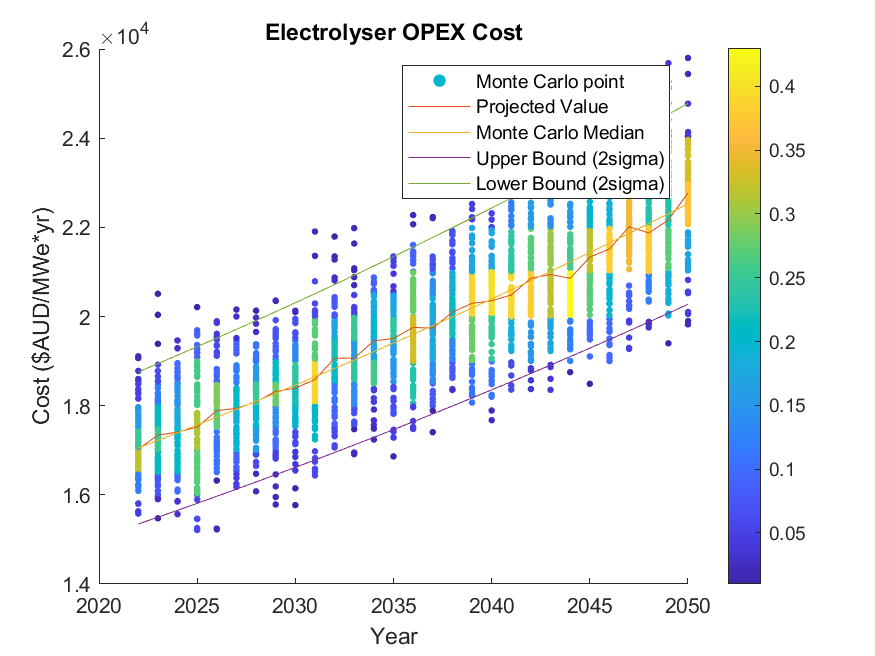 Electrolyser OPEX Cost
×10⁴
2.6
2.4
2.2
2
1.8
1.6
1.4
Cost ($AUD/MWe*yr)
2020
2025
2030
2035
2040
2045
2050
Year
Monte Carlo point
Projected Value
Monte Carlo Median
Upper Bound (2sigma)
Lower Bound (2sigma)
0.4
0.35
0.3
0.25
0.2
0.15
0.1
0.05